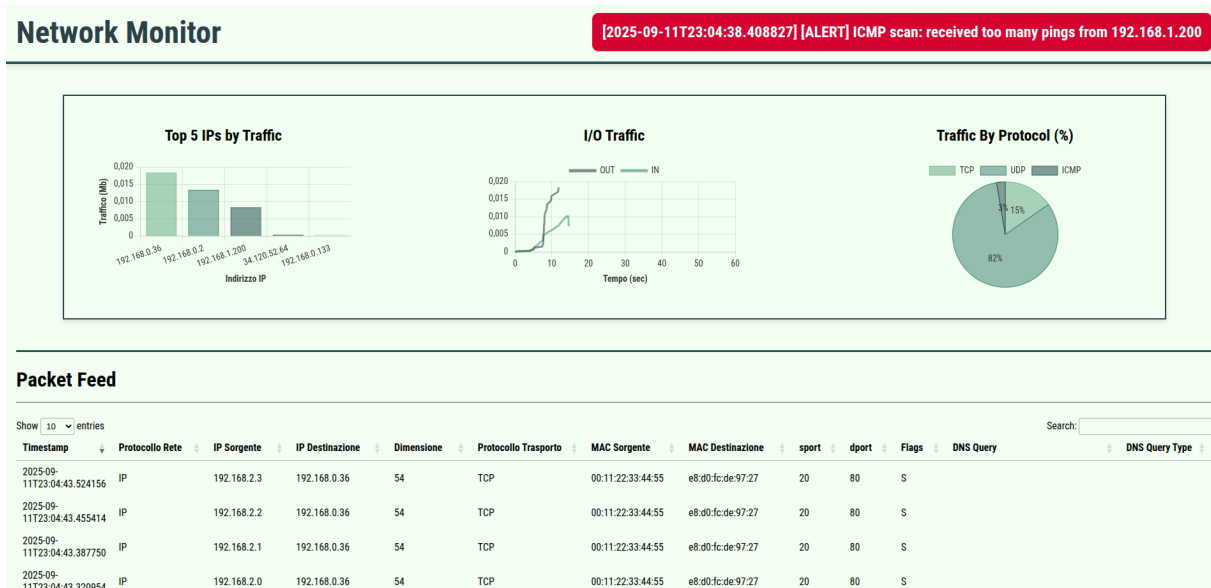 Network Monitor
[2025-09-11T23:04:38.408827] [ALERT] ICMP scan: received too many pings from 192.168.1.200
Top 5 IPs by Traffic
Traffico (Mb)
0,020
0,015
0,010
0,005
0
192.168.0.36
192.168.0.2
192.168.1.200
34.120.52.64
192.168.0.133
Indirizzo IP
I/O Traffic
OUT IN
0,020
0,015
0,010
0,005
0
0 10 20 30 40 50 60
Tempo (sec)
Traffic By Protocol (%)
TCP UDP ICMP
3% 15%
82%
Packet Feed
Show 10 entries
Search:
Timestamp Protocollo Rete IP Sorgente IP Destinazione Dimensione Protocollo Trasporto MAC Sorgente MAC Destinazione sport dport Flags DNS Query DNS Query Type
2025-09-
11T23:04:43.524156 IP 192.168.2.3 192.168.0.36 54 TCP 00:11:22:33:44:55 e8:d0:fc:de:97:27 20 80 S
2025-09-
11T23:04:43.455414 IP 192.168.2.2 192.168.0.36 54 TCP 00:11:22:33:44:55 e8:d0:fc:de:97:27 20 80 S
2025-09-
11T23:04:43.387750 IP 192.168.2.1 192.168.0.36 54 TCP 00:11:22:33:44:55 e8:d0:fc:de:97:27 20 80 S
2025-09-
11T23:04:43.320954 IP 192.168.2.0 192.168.0.36 54 TCP 00:11:22:33:44:55 e8:d0:fc:de:97:27 20 80 S